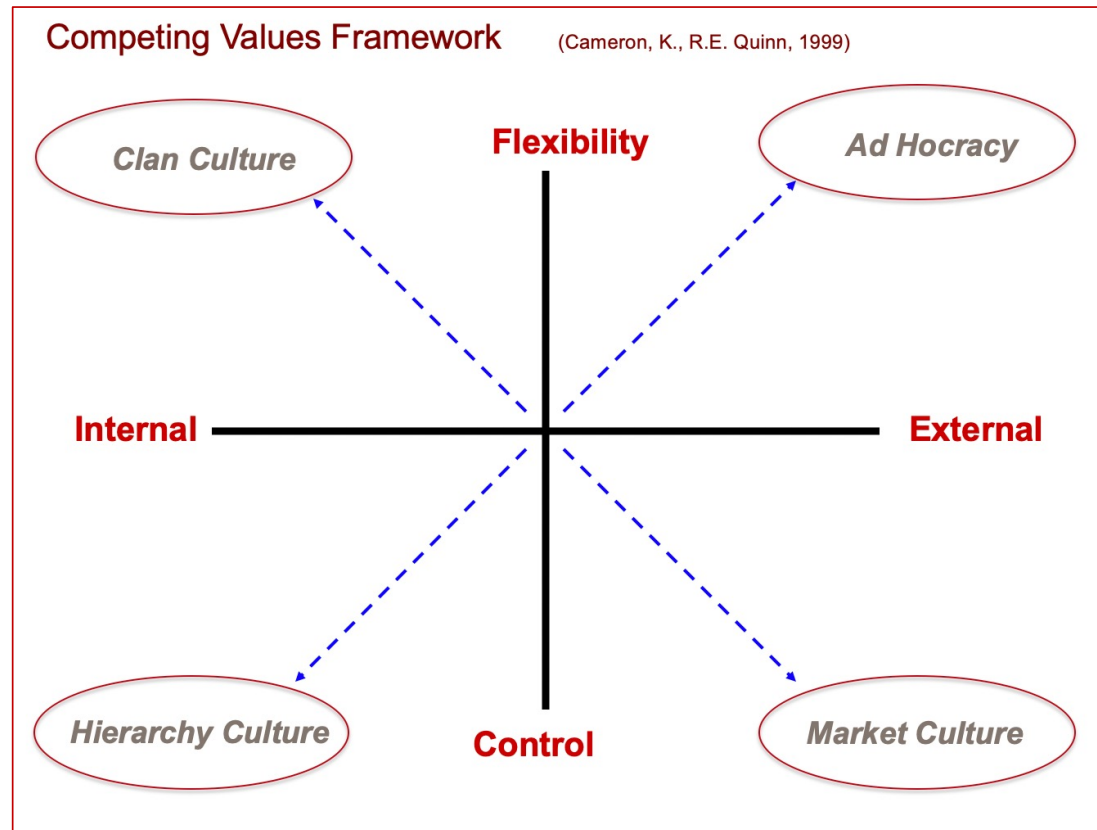 Competing Values Framework (Cameron, K., R.E. Quinn, 1999)
Clan Culture
Flexibility
Ad Hocracy
Internal
External
Hierarchy Culture
Control
Market Culture